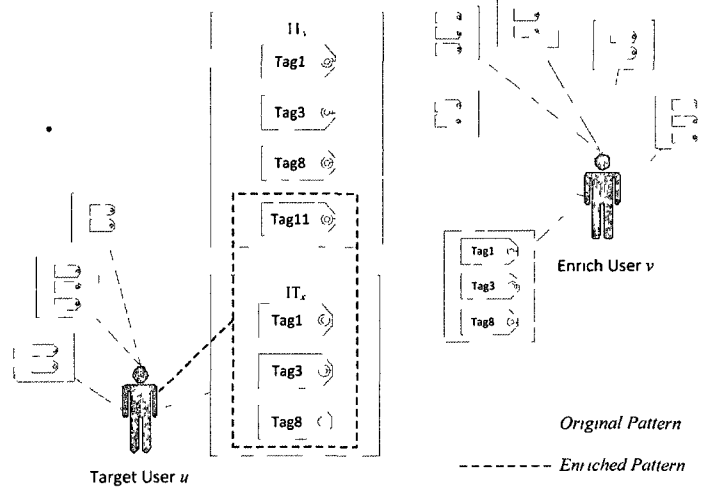 Tag1
Tag3
Tag8
Tag11
IT
Tag1
Tag3
Tag8
Tag1
Tag3
Tag8
Enrich User v
Target User u
Original Pattern
Enriched Pattern